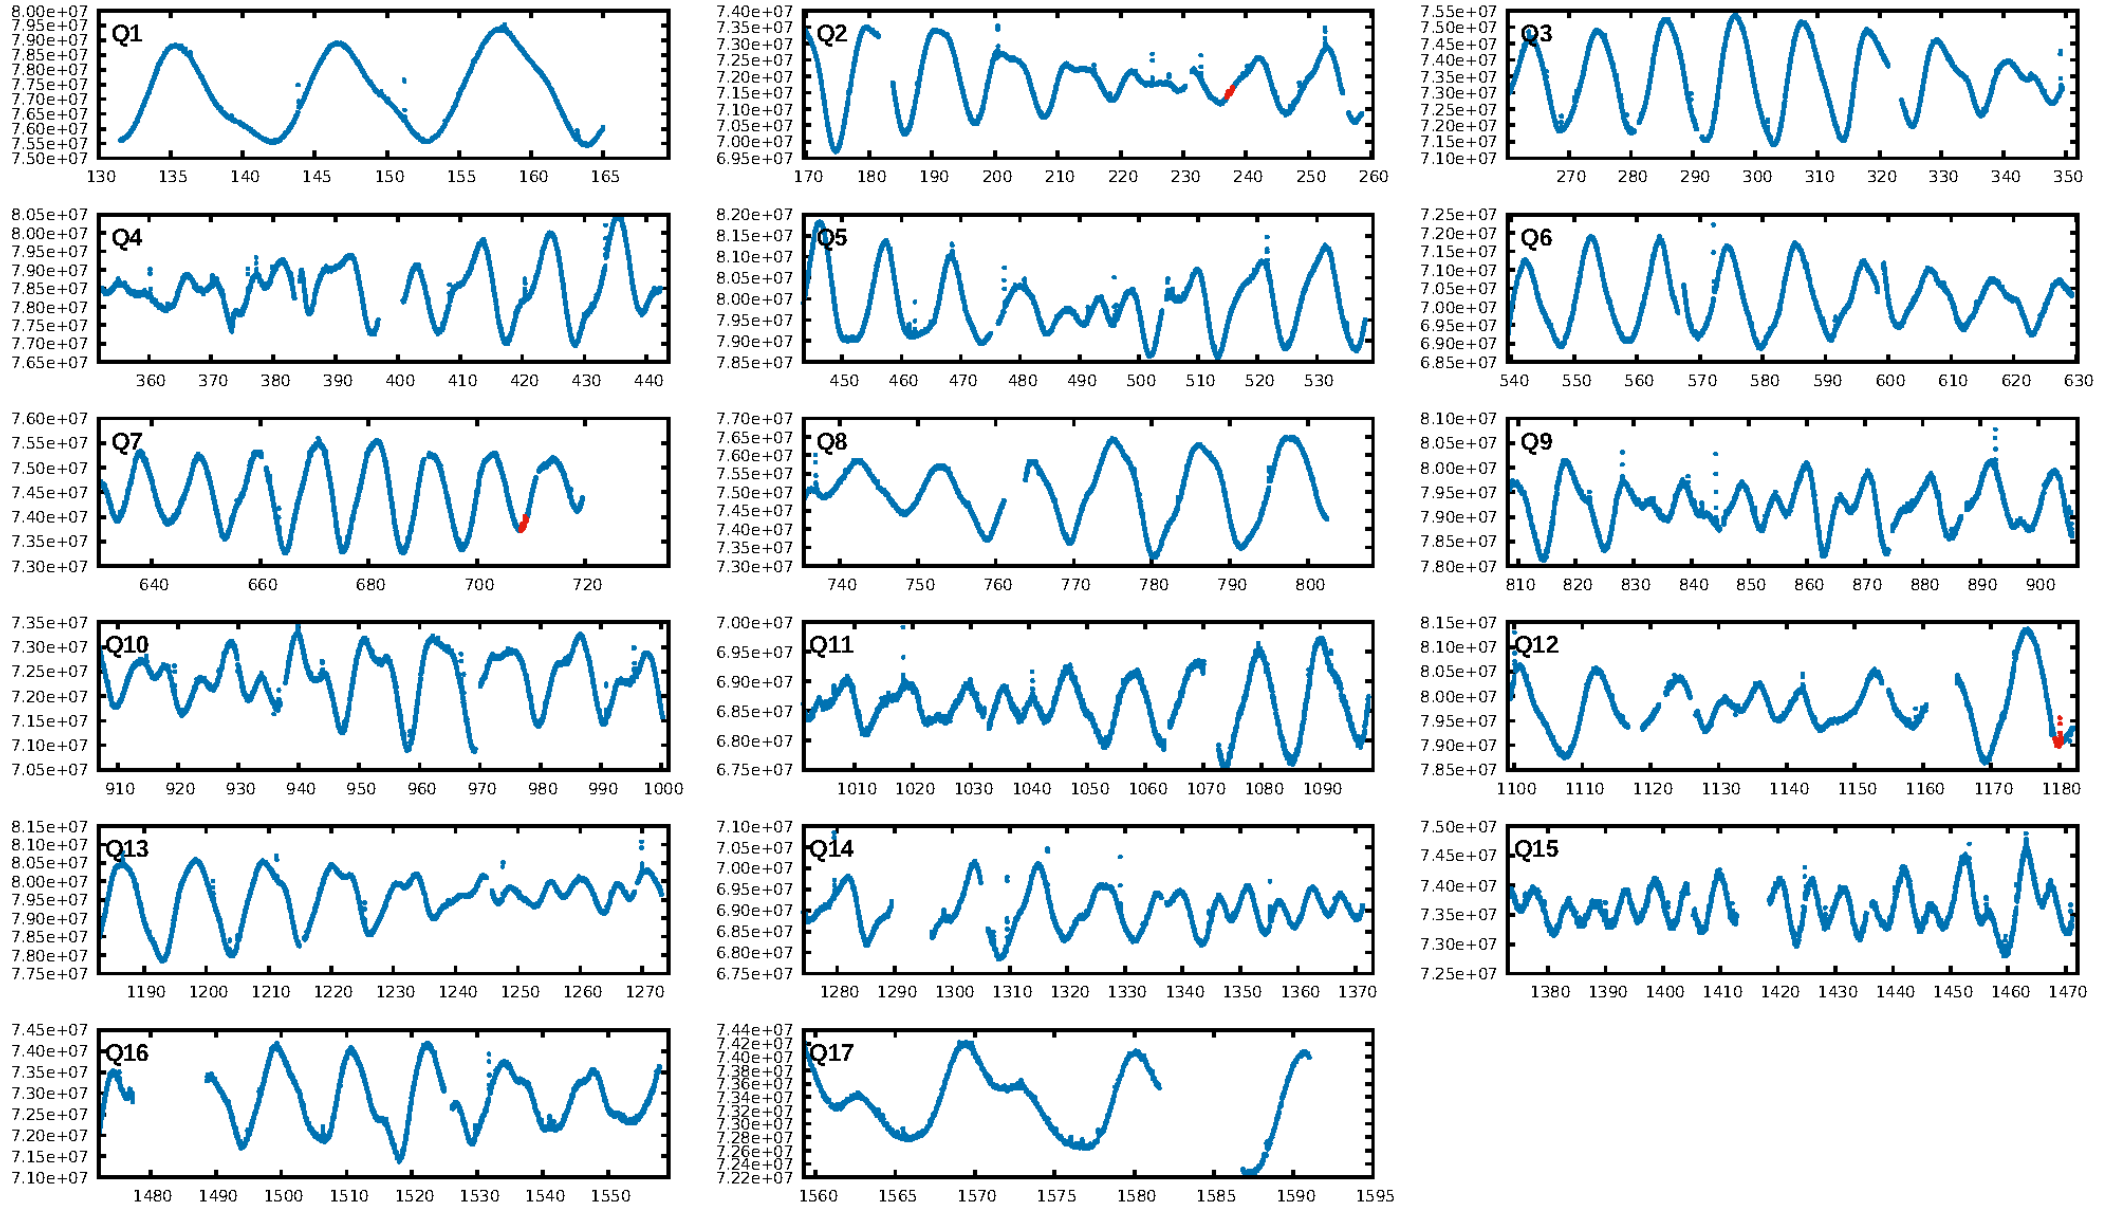 8.00e+07
7.95e+07
7.90e+07
7.85e+07
7.80e+07
7.75e+07
7.70e+07
7.65e+07
7.60e+07
7.55e+07
7.50e+07
Q1
130 135 140 145 150 155 160 165
7.40e+07
7.35e+07
7.30e+07
7.25e+07
7.20e+07
7.15e+07
7.10e+07
7.05e+07
7.00e+07
6.95e+07
Q2
170 180 190 200 210 220 230 240 250 260
7.55e+07
7.50e+07
7.45e+07
7.40e+07
7.35e+07
7.30e+07
7.25e+07
7.20e+07
7.15e+07
7.10e+07
Q3
270 280 290 300 310 320 330 340 350
8.05e+07
8.00e+07
7.95e+07
7.90e+07
7.85e+07
7.80e+07
7.75e+07
7.70e+07
7.65e+07
Q4
360 370 380 390 400 410 420 430 440
8.20e+07
8.15e+07
8.10e+07
8.05e+07
8.00e+07
7.95e+07
7.90e+07
7.85e+07
Q5
450 460 470 480 490 500 510 520 530
7.25e+07
7.20e+07
7.15e+07
7.10e+07
7.05e+07
7.00e+07
6.95e+07
6.90e+07
6.85e+07
Q6
540 550 560 570 580 590 600 610 620 630
7.60e+07
7.55e+07
7.50e+07
7.45e+07
7.40e+07
7.35e+07
7.30e+07
Q7
640 660 680 700 720
7.70e+07
7.65e+07
7.60e+07
7.55e+07
7.50e+07
7.45e+07
7.40e+07
7.35e+07
7.30e+07
Q8
740 750 760 770 780 790 800
8.10e+07
8.05e+07
8.00e+07
7.95e+07
7.90e+07
7.85e+07
7.80e+07
Q9
810 820 830 840 850 860 870 880 890 900
7.35e+07
7.30e+07
7.25e+07
7.20e+07
7.15e+07
7.10e+07
7.05e+07
Q10
910 920 930 940 950 960 970 980 990 1000
7.00e+07
6.95e+07
6.90e+07
6.85e+07
6.80e+07
6.75e+07
Q11
1010 1020 1030 1040 1050 1060 1070 1080 1090
8.15e+07
8.10e+07
8.05e+07
8.00e+07
7.95e+07
7.90e+07
7.85e+07
Q12
1100 1110 1120 1130 1140 1150 1160 1170 1180
8.15e+07
8.10e+07
8.05e+07
8.00e+07
7.95e+07
7.90e+07
7.85e+07
7.80e+07
7.75e+07
Q13
1190 1200 1210 1220 1230 1240 1250 1260 1270
7.10e+07
7.05e+07
7.00e+07
6.95e+07
6.90e+07
6.85e+07
6.80e+07
6.75e+07
Q14
1280 1290 1300 1310 1320 1330 1340 1350 1360 1370
7.50e+07
7.45e+07
7.40e+07
7.35e+07
7.30e+07
7.25e+07
Q15
1380 1390 1400 1410 1420 1430 1440 1450 1460 1470
7.45e+07
7.40e+07
7.35e+07
7.30e+07
7.25e+07
7.20e+07
7.15e+07
7.10e+07
Q16
1480 1490 1500 1510 1520 1530 1540 1550
7.44e+07
7.42e+07
7.40e+07
7.38e+07
7.36e+07
7.34e+07
7.32e+07
7.30e+07
7.28e+07
7.26e+07
7.24e+07
7.22e+07
Q17
1560 1565 1570 1575 1580 1585 1590 1595